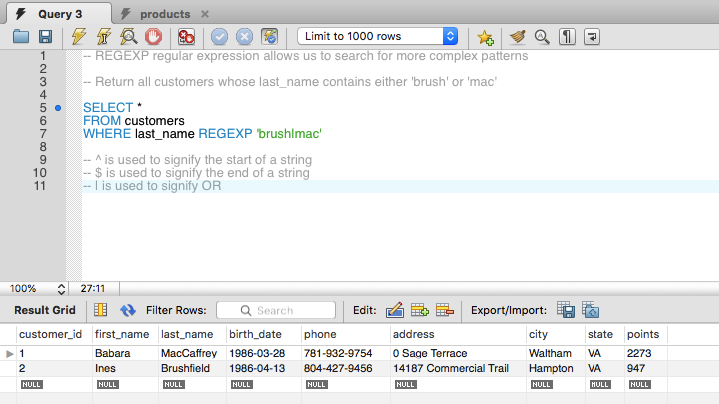 Query 3
products
Limit to 1000 rows
1 -- REGEXP regular expression allows us to search for more complex patterns
2
3 -- Return all customers whose last_name contains either 'brush' or 'mac'
4
5 SELECT *
6 FROM customers
7 WHERE last_name REGEXP 'brush|mac'
8
9 -- ^ is used to signify the start of a string
10 -- $ is used to signify the end of a string
11 -- | is used to signify OR
100% 27:11
Result Grid Filter Rows: Search Edit: Export/Import:
customer_id first_name last_name birth_date phone address city state points
1 Babara MacCaffrey 1986-03-28 781-932-9754 0 Sage Terrace Waltham VA 2273
2 Ines Brushfield 1986-04-13 804-427-9456 14187 Commercial Trail Hampton VA 947
NULL NULL NULL NULL NULL NULL NULL NULL NULL